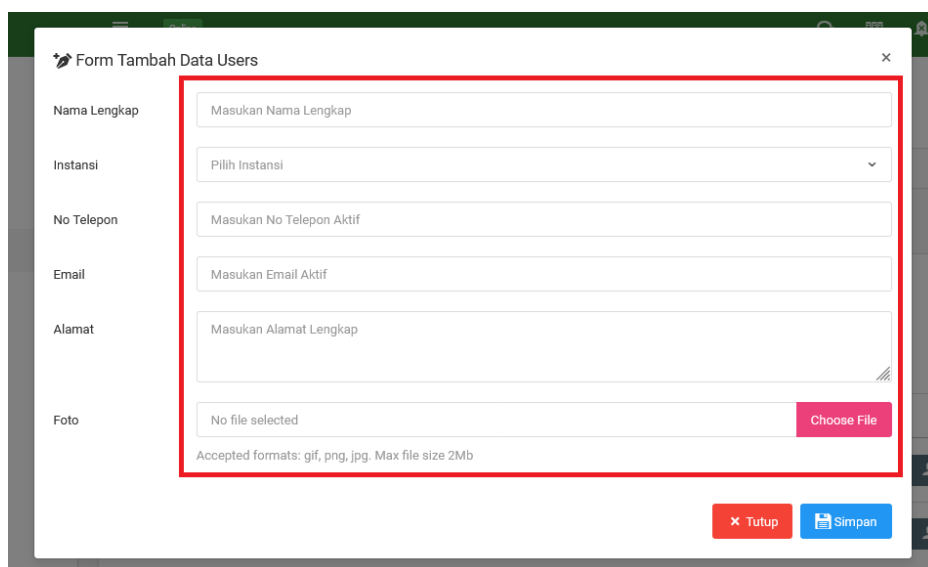 Online
Form Tambah Data Users
Nama Lengkap
Masukan Nama Lengkap
Instansi
Pilih Instansi
No Telepon
Masukan No Telepon Aktif
Email
Masukan Email Aktif
Alamat
Masukan Alamat Lengkap
Foto
No file selected
Choose File
Accepted formats: gif, png, jpg. Max file size 2Mb
Tutup
Simpan